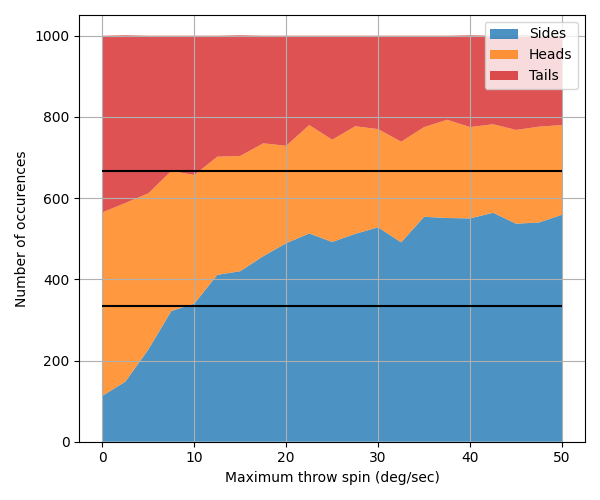 1000
800
600
400
200
0
Number of occurences
Sides
Heads
Tails
0 10 20 30 40 50
Maximum throw spin (deg/sec)